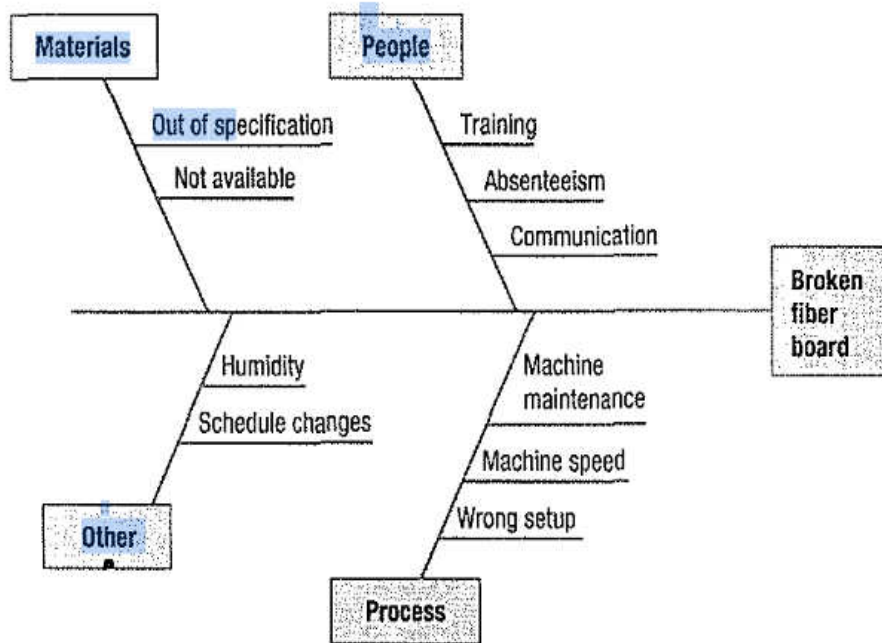 Materials
People
Out of specification
Not available
Training
Absenteeism
Communication
Broken
fiber
board
Humidity
Schedule changes
Machine
maintenance
Machine speed
Wrong setup
Other
Process